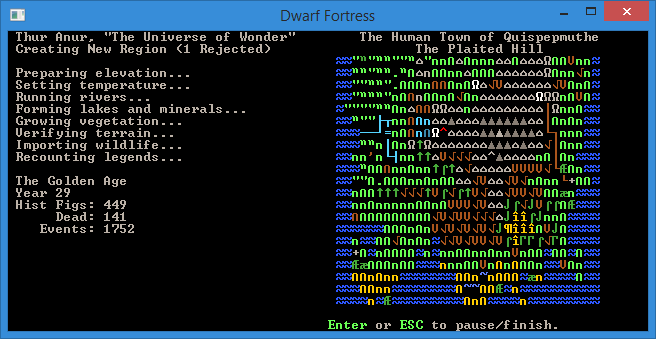 Dwarf Fortress
Thur Anur, "The Universe of Wonder"
Creating New Region (1 Rejected)
The Human Town of Quispepmuthe
The Plaited Hill
Preparing elevation...
Setting temperature...
Running rivers...
Forming lakes and minerals...
Growing vegetation...
Verifying terrain...
Importing wildlife...
Recounting legends...
The Golden Age
Year 29
Hist Figs: 449
Dead: 141
Events: 1752
Enter or ESC to pause/finish.